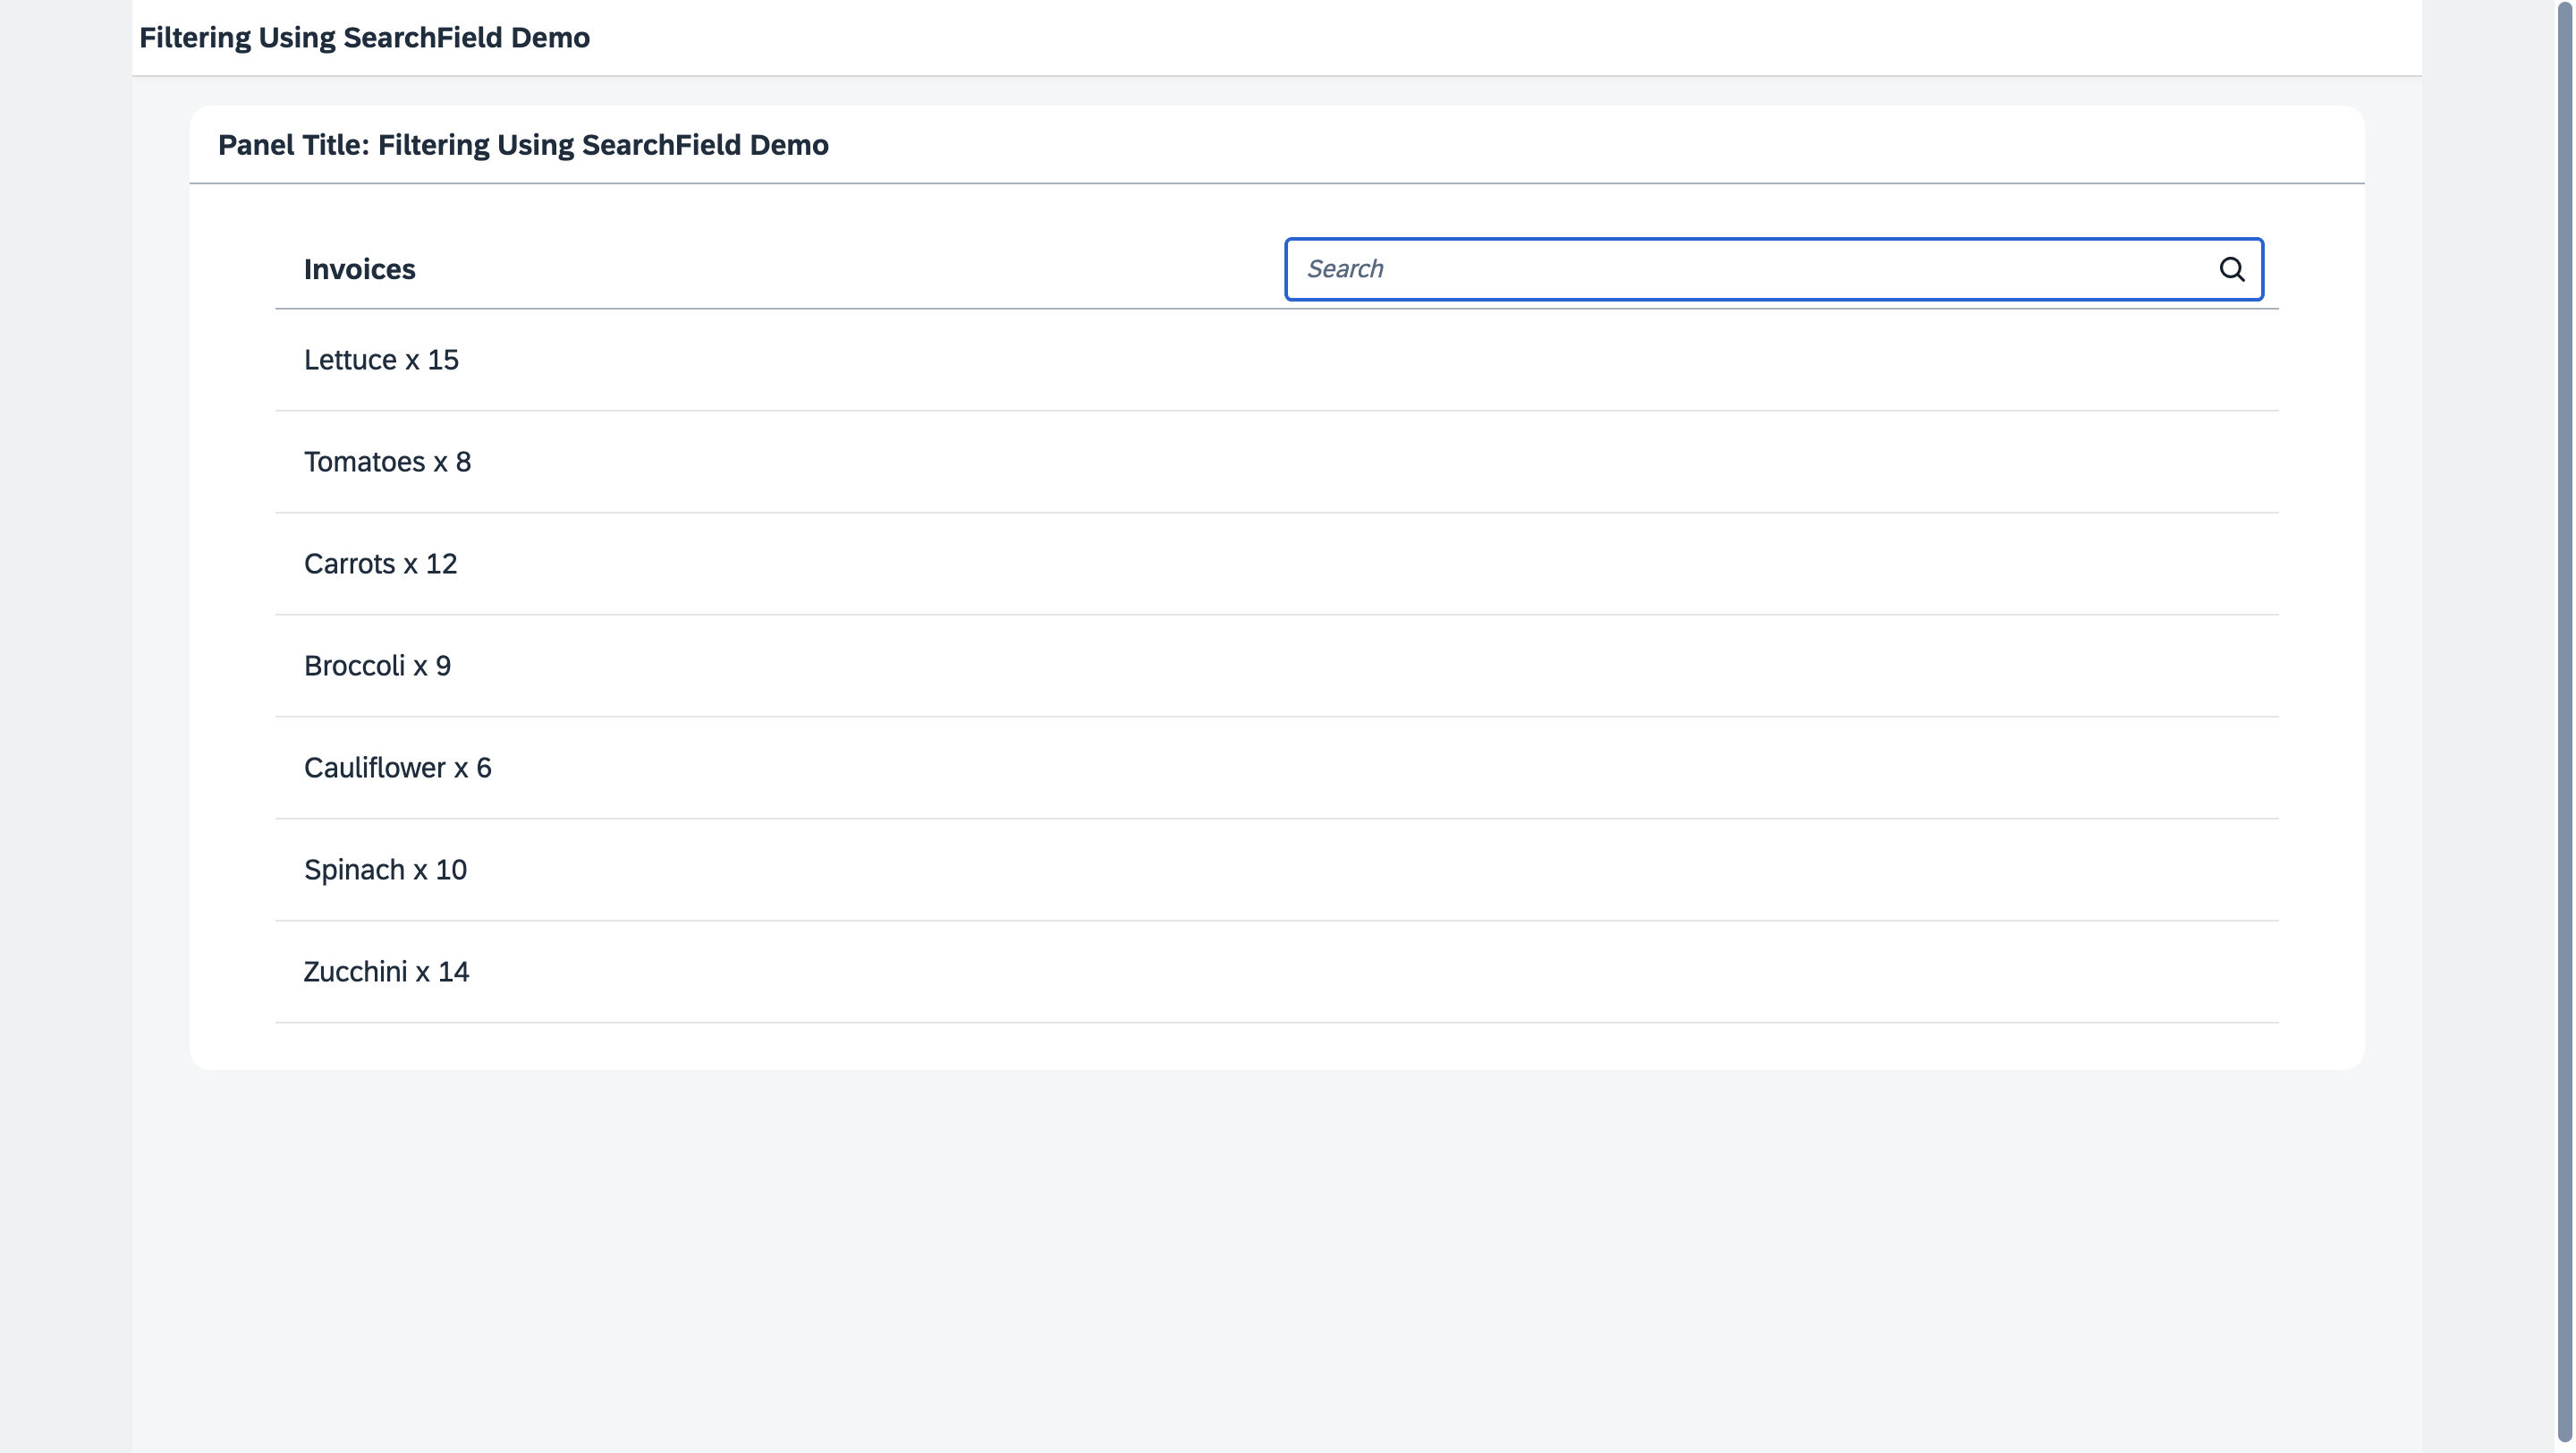 Filtering Using SearchField Demo
Panel Title: Filtering Using SearchField Demo
Invoices
Search
Lettuce x 15
Tomatoes x 8
Carrots x 12
Broccoli x 9
Cauliflower x 6
Spinach x 10
Zucchini x 14